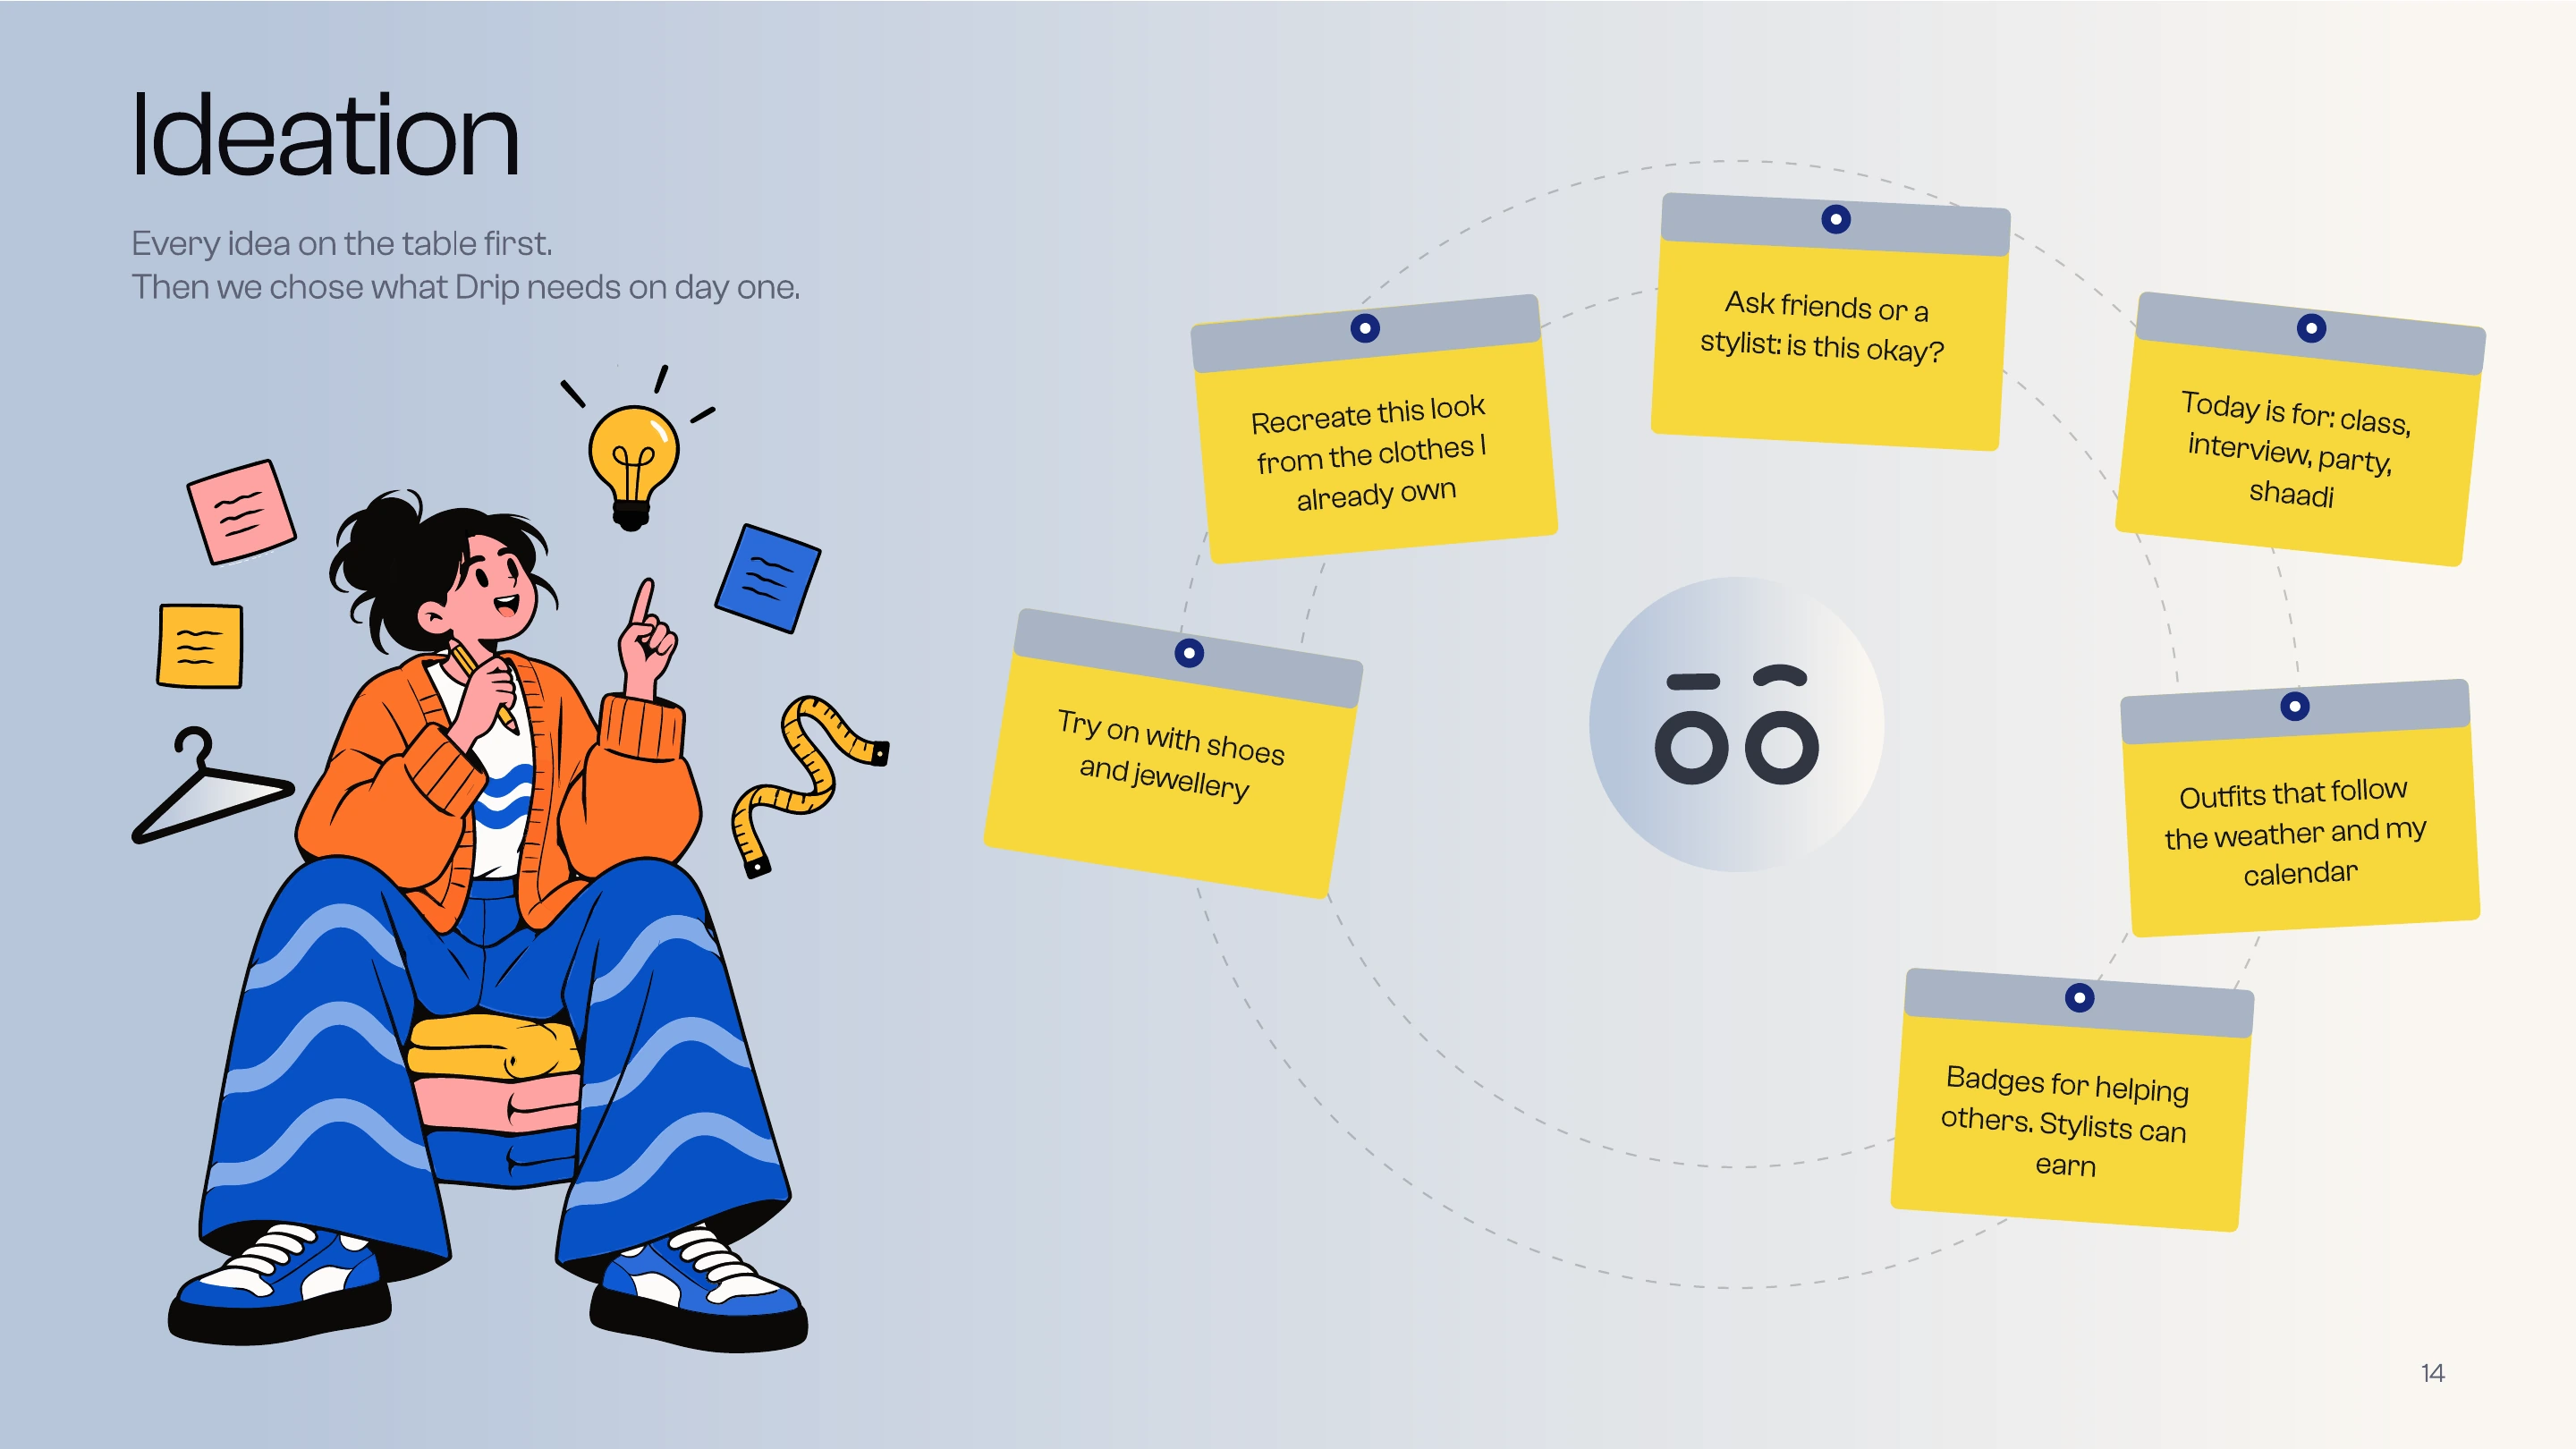 Ideation
Every idea on the table first.
Then we chose what Drip needs on day one.
Ask friends or a
stylist: is this okay?
Recreate this look
from the clothes I
already own
Today is for: class,
interview, party,
shaadi
Try on with shoes
and jewellery
Outfits that follow
the weather and my
calendar
Badges for helping
others. Stylists can
earn
14